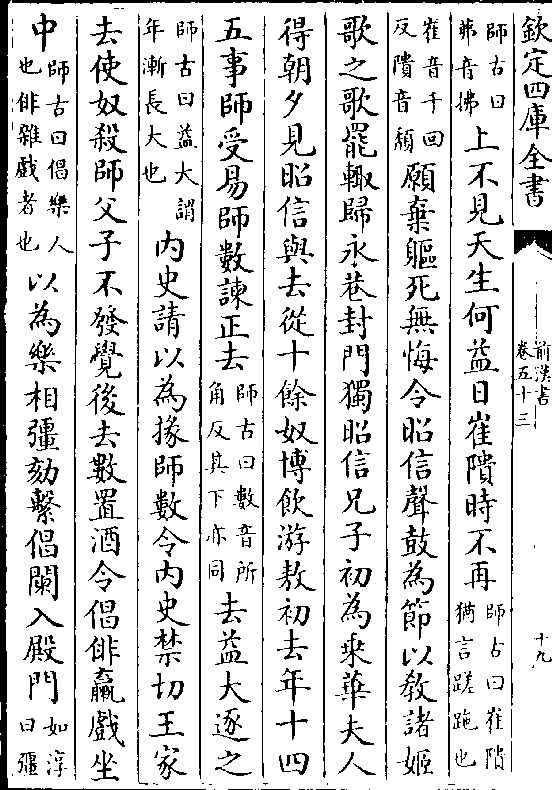 欽定四庫全書
前漢書
卷五十三
十九
師古曰茀音拂上不見天生何益日崔隤時不再師古曰崔隤猶言蹉跎也
崔音千回反隤音頹願棄軀死無悔令昭信聲鼓為節以教諸姬
歌之歌罷輙歸永巷封門獨昭信兄子初為乗華夫人
得朝夕見昭信與去從十餘奴博飲游敖初去年十四
五事師受易師數諫正去師古曰數音所角反其下亦同去益大逐之
師古曰益大謂年漸長大也内史請以為掾師數令内史禁切王家
去使奴殺師父子不發覺後去數置酒令倡俳臝戲坐
中師古曰倡樂人也俳雜戲者也以為樂相彊劾繫倡闌入殿門如淳曰彊